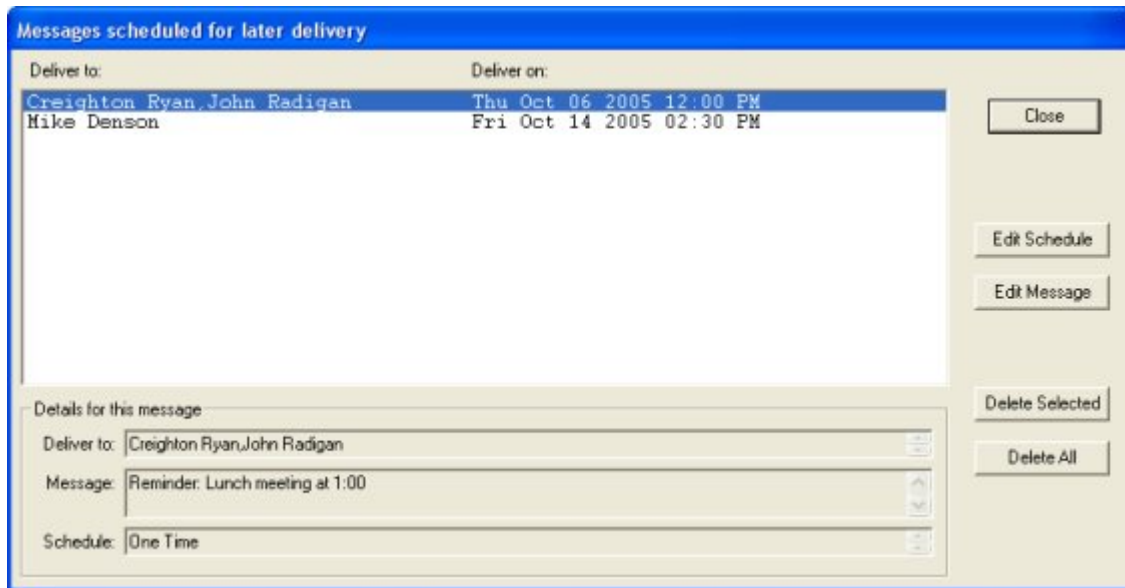 Messages scheduled for later delivery
Deliver to: Deliver on:
Creighton Ryan,John Radigan Thu Oct 06 2005 12:00 PM
Mike Denson Fri Oct 14 2005 02:30 PM
Close
Edit Schedule
Edit Message
Delete Selected
Delete All
Details for this message
Deliver to: Creighton Ryan,John Radigan
Message: Reminder: Lunch meeting at 1:00
Schedule: One Time